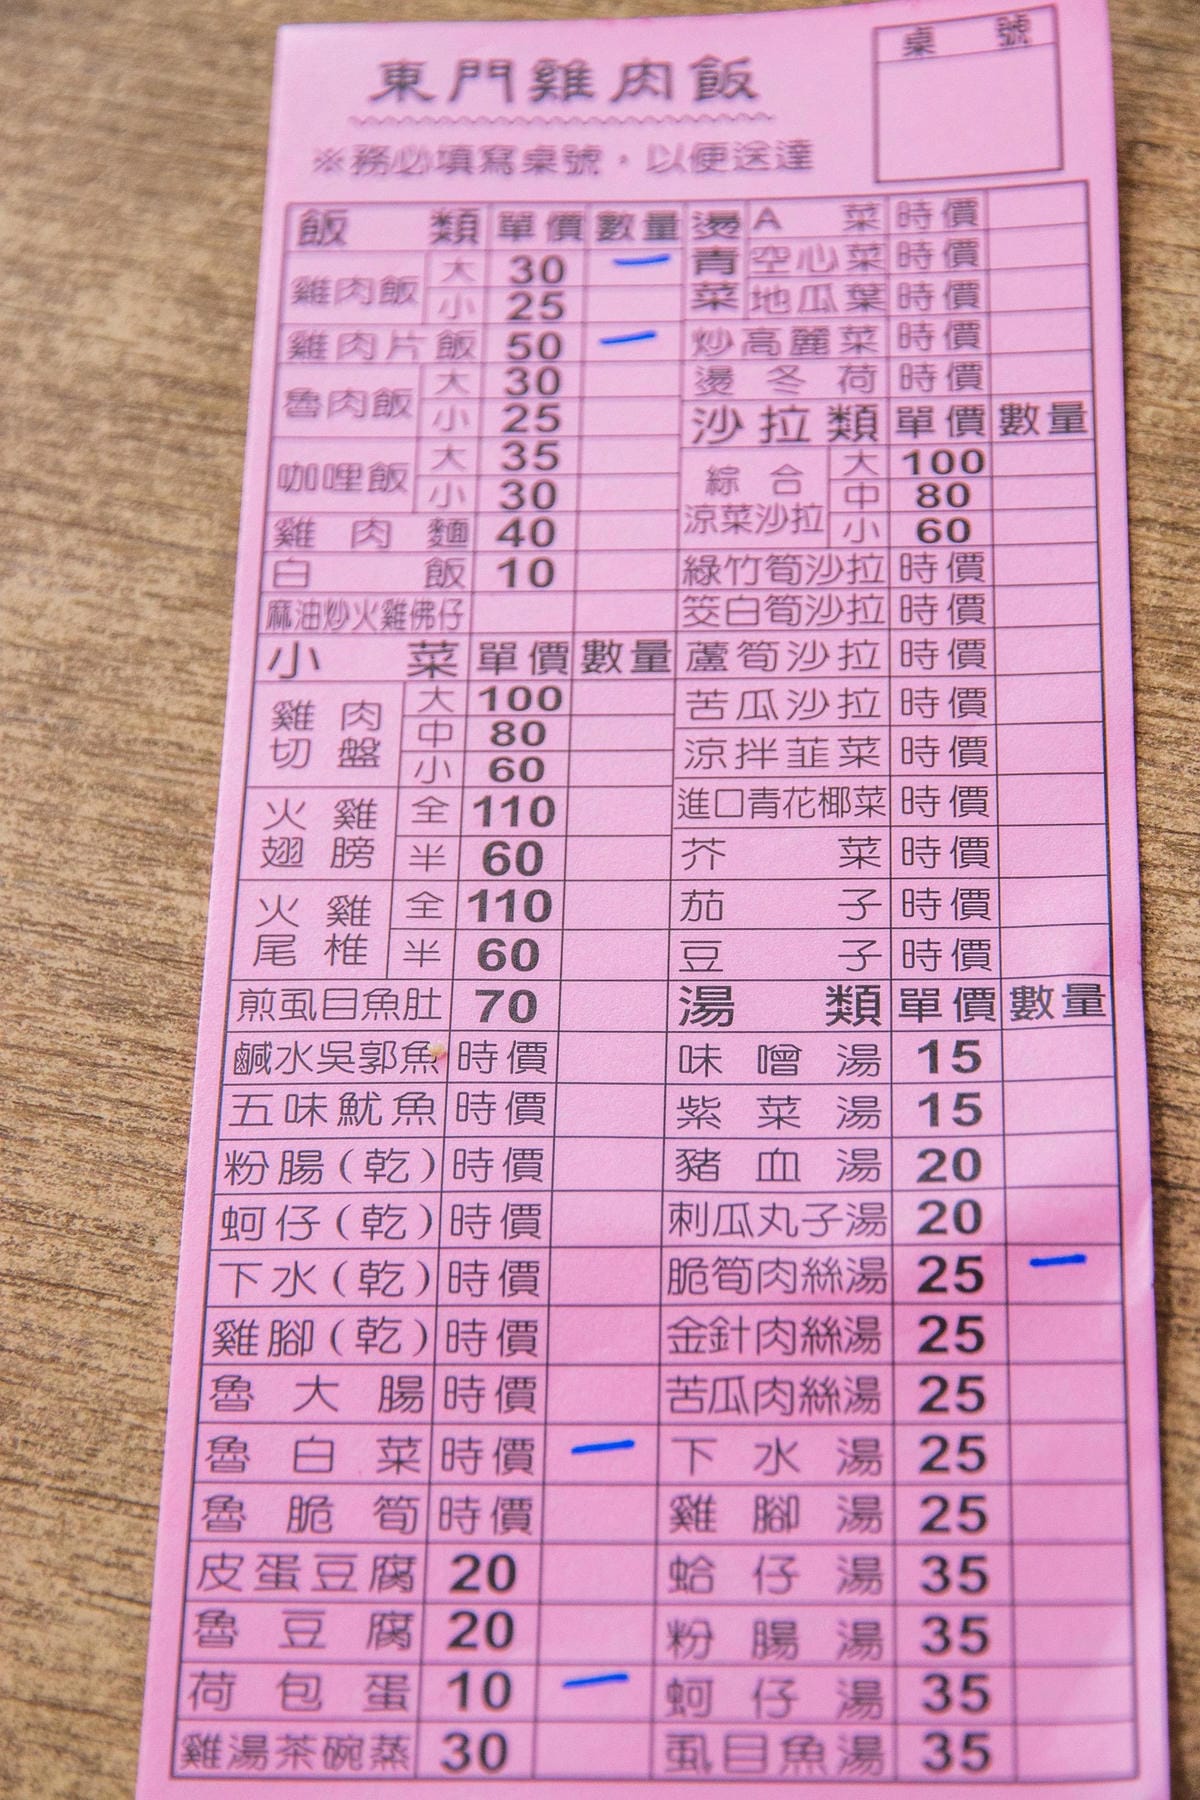 東門雞肉飯
桌 號
※務必填寫桌號，以便送達
飯 類 單價 數量
雞肉飯 大 30 一
小 25
雞肉片飯 50 一
魯肉飯 大 30
小 25
咖哩飯 大 35
小 30
雞肉麵 40
白飯 10
麻油炒火雞佛仔
小菜 單價 數量
雞肉切盤 大 100
中 80
小 60
火雞翅膀 全 110
半 60
火雞尾椎 全 110
半 60
煎虱目魚肚 70
鹹水吳郭魚 時價
五味魷魚 時價
粉腸(乾) 時價
蚵仔(乾) 時價
下水(乾) 時價
雞腳(乾) 時價
魯大腸 時價
魯白菜 時價 一
魯脆筍 時價
皮蛋豆腐 20
魯豆腐 20
荷包蛋 10 一
雞湯茶碗蒸 30
燙青菜 A菜 時價
空心菜 時價
地瓜葉 時價
炒高麗菜 時價
燙冬荷 時價
沙拉類 單價 數量
綜合涼菜沙拉 大 100
中 80
小 60
綠竹筍沙拉 時價
筊白筍沙拉 時價
蘆筍沙拉 時價
苦瓜沙拉 時價
涼拌韮菜 時價
進口青花椰菜 時價
芥菜 時價
茄子 時價
豆子 時價
湯類 單價 數量
味噌湯 15
紫菜湯 15
豬血湯 20
刺瓜丸子湯 20
脆筍肉絲湯 25 一
金針肉絲湯 25
苦瓜肉絲湯 25
下水湯 25
雞腳湯 25
蛤仔湯 35
粉腸湯 35
蚵仔湯 35
虱目魚湯 35